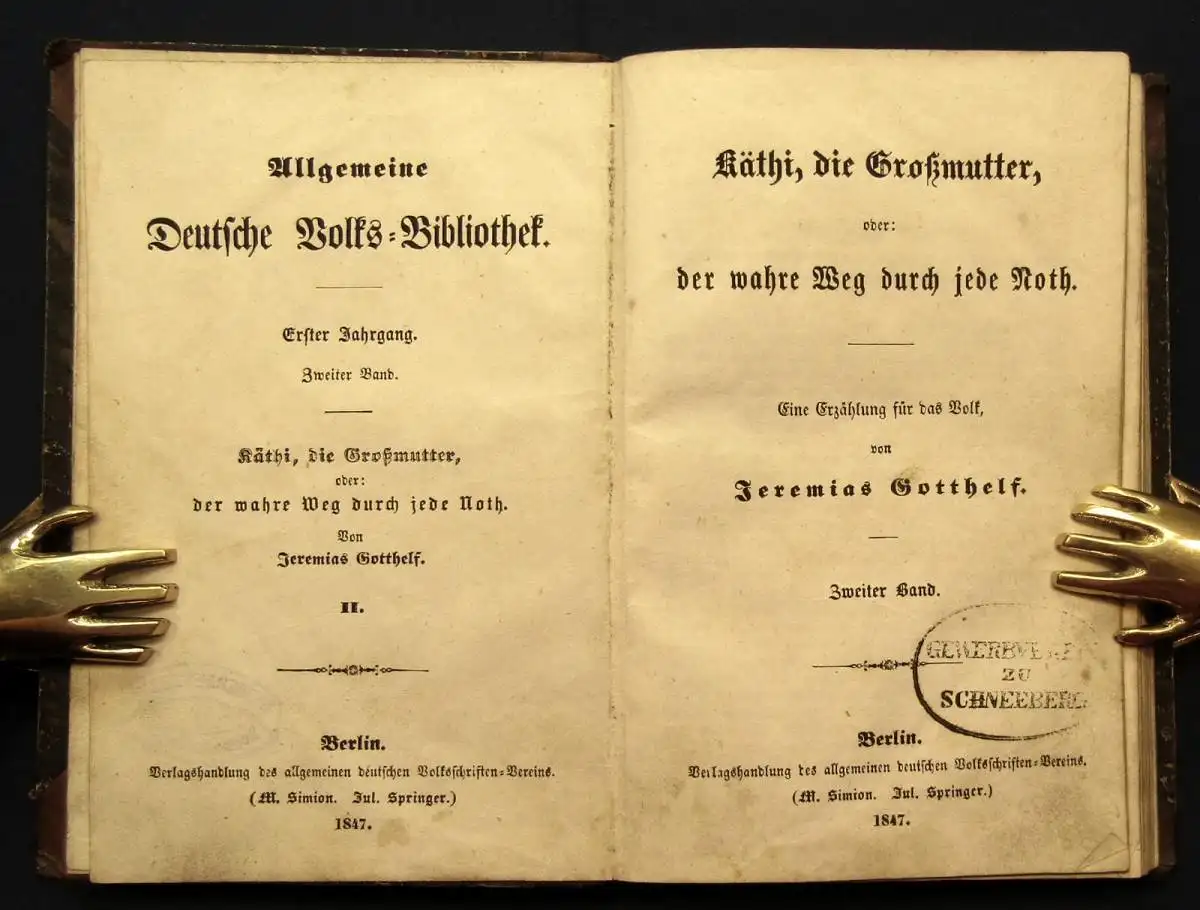 Allgemeine
Deutſche Volks-Bibliothek.
Erſter Jahrgang.
Zweiter Band.
Käthi, die Großmutter,
oder:
der wahre Weg durch jede Noth.
Von
Jeremias Gotthelf.
II.
Berlin.
Verlagshandlung des allgemeinen deutſchen Volksſchriften-Vereins.
(M. Simion. Jul. Springer.)
1847.
Käthi, die Großmutter,
oder:
der wahre Weg durch jede Noth.
Eine Erzählung für das Volk,
von
Jeremias Gotthelf.
Zweiter Band.
GEWERBVEREIN
ZU
SCHNEEBERG
Berlin.
Verlagshandlung des allgemeinen deutſchen Volksſchriften-Vereins.
(M. Simion. Jul. Springer.)
1847.